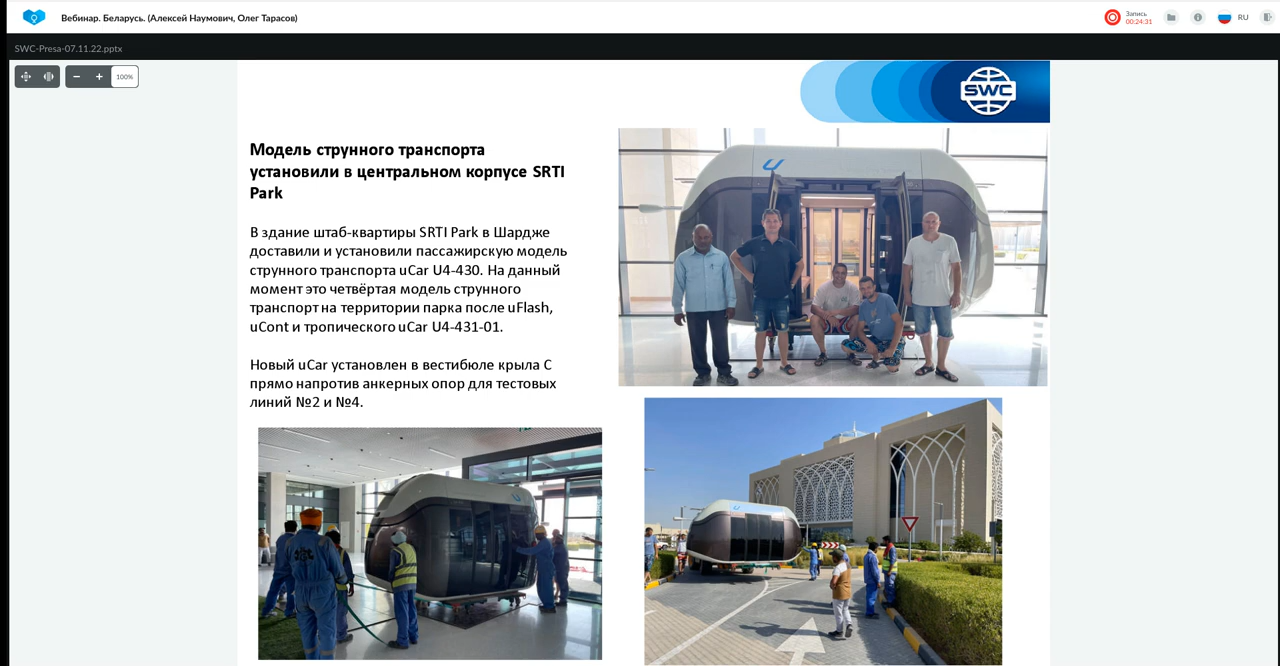 Вебинар. Беларусь. (Алексей Наумович, Олег Тарасов)
Запись
00:24:31
RU
SWC-Presa-07.11.22.pptx
100%
SWC
Модель струнного транспорта
установили в центральном корпусе SRTI
Park
В здание штаб-квартиры SRTI Park в Шардже
доставили и установили пассажирскую модель
струнного транспорта uCar U4-430. На данный
момент это четвёртая модель струнного
транспорт на территории парка после uFlash,
uCont и тропического uCar U4-431-01.
Новый uCar установлен в вестибюле крыла С
прямо напротив анкерных опор для тестовых
линий №2 и №4.